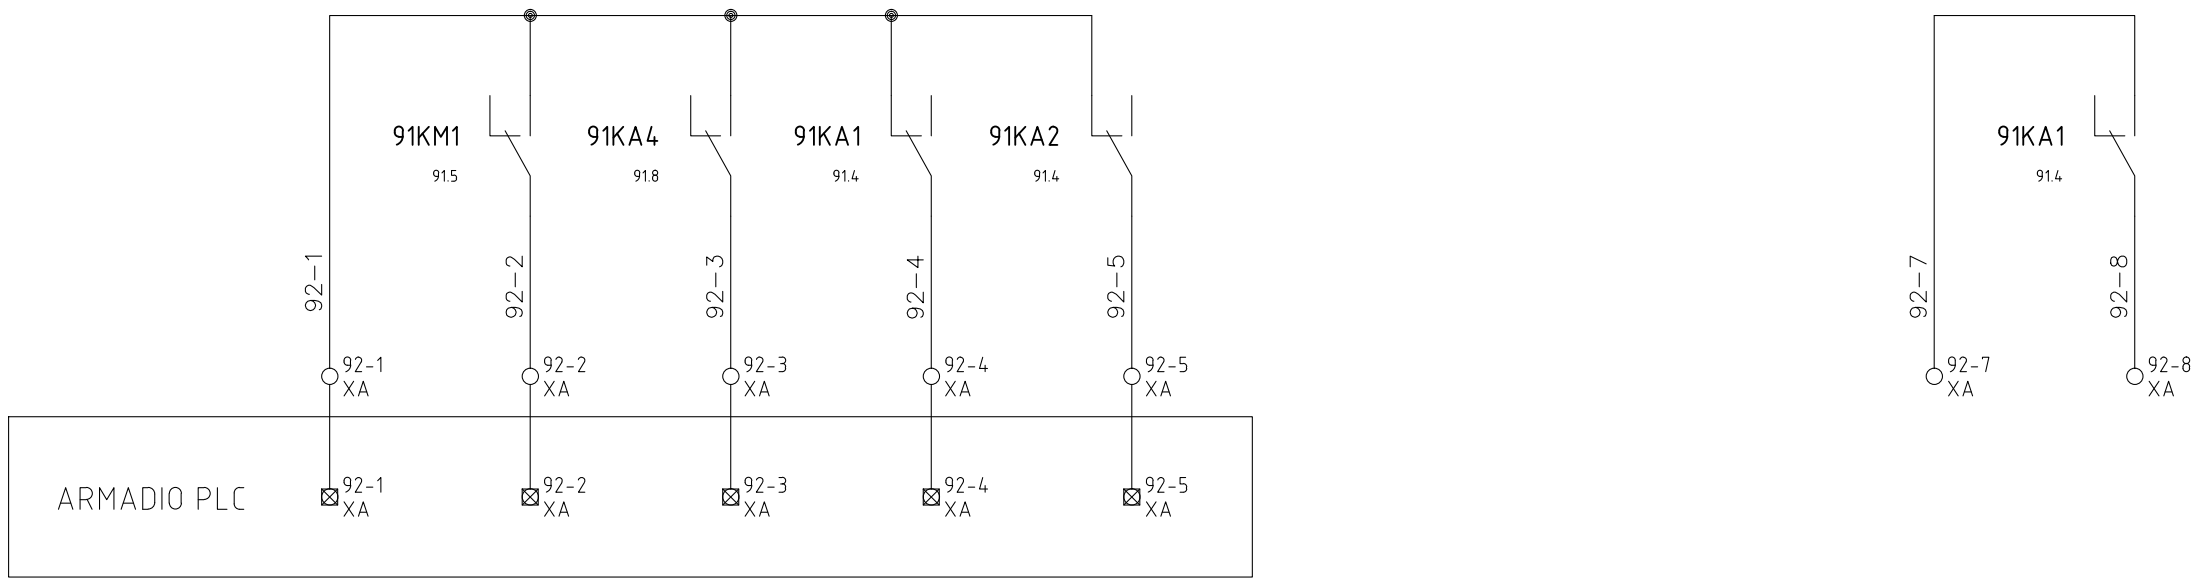 91KM1 91KA4 91KA1 91KA2 91KA1
91.5 91.8 91.4 91.4 91.4
92-1 92-2 92-3 92-4 92-5 92-7 92-8
92-1 92-2 92-3 92-4 92-5 92-7 92-8
XA XA XA XA XA XA XA
92-1 92-2 92-3 92-4 92-5
ARMADIO PLC
XA XA XA XA XA